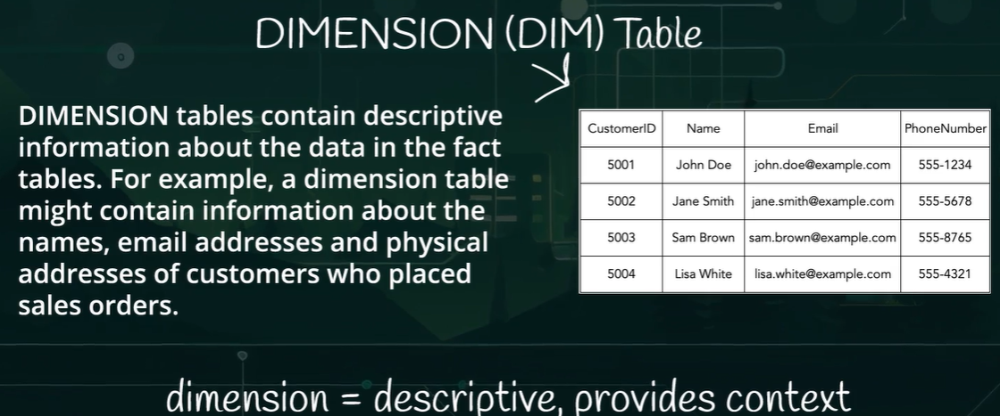 DIMENSION (DIM) Table
DIMENSION tables contain descriptive
information about the data in the fact
tables. For example, a dimension table
might contain information about the
names, email addresses and physical
addresses of customers who placed
sales orders.
CustomerID Name Email PhoneNumber
5001 John Doe john.doe@example.com 555-1234
5002 Jane Smith jane.smith@example.com 555-5678
5003 Sam Brown sam.brown@example.com 555-8765
5004 Lisa White lisa.white@example.com 555-4321
dimension = descriptive, provides context